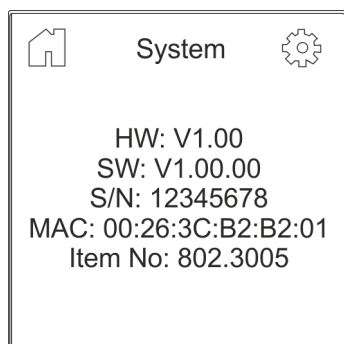 System
HW: V1.00
SW: V1.00.00
S/N: 12345678
MAC: 00:26:3C:B2:B2:01
Item No: 802.3005